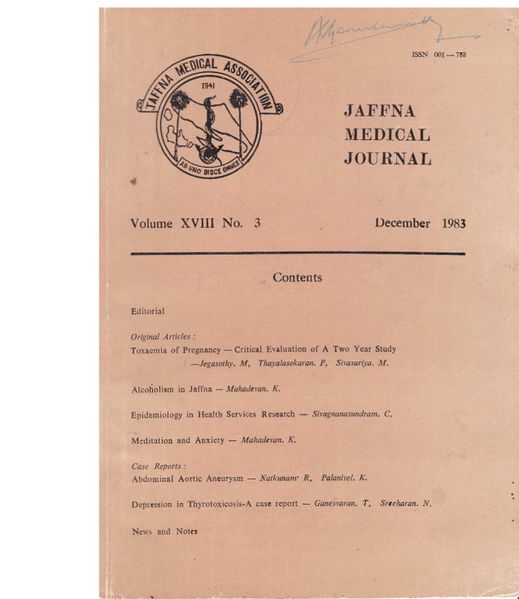 ISSN 001 — 788
JAFFNA MEDICAL ASSOCIATION
1941
AB UNO DISCE OMNES
JAFFNA
MEDICAL
JOURNAL
Volume XVIII No. 3 December 1983
Contents
Editorial
Original Articles :
Toxaemia of Pregnancy — Critical Evaluation of A Two Year Study
—Jegasothy. M, Thayalasekaran. P, Sivasuriya. M.
Alcoholism in Jaffna — Mahadevan. K.
Epidemiology in Health Services Research — Sivagnanasundram. C.
Meditation and Anxiety — Mahadevan. K.
Case Reports :
Abdominal Aortic Aneurysm — Natkunam R, Palanivel. K.
Depression in Thyrotoxicosis-A case report — Ganesvaran. T, Sreeharan. N.
News and Notes